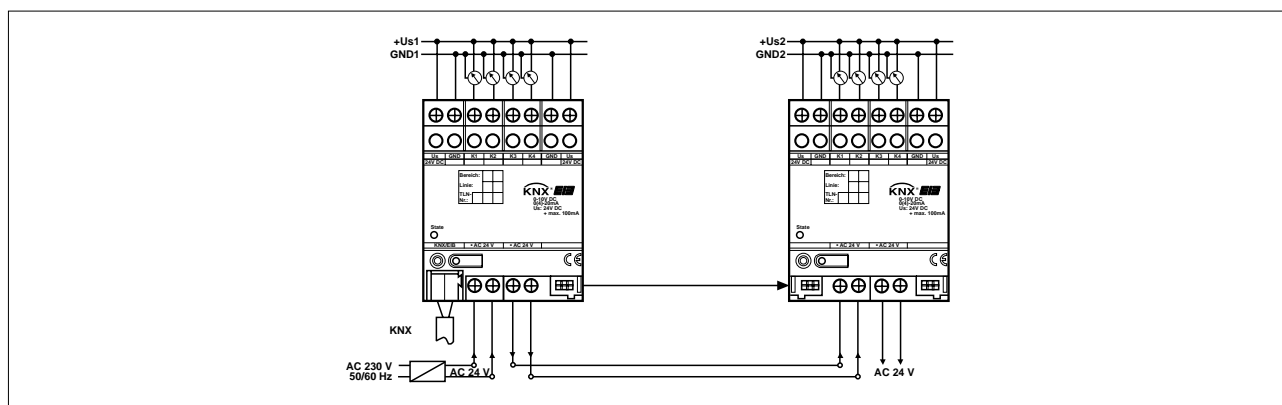 +Us1
GND1
+Us2
GND2
Us GND K1 K2 K3 K4 GND Us
24V DC 24V DC
Bereich:
Linie:
TLN-
Nr.:
KNX® EIB
0-10V DC
0(4)-20mA
Us: 24V DC
+ max. 100mA
State
KNX/EIB • AC 24 V • AC 24 V
Us GND K1 K2 K3 K4 GND Us
24V DC 24V DC
Bereich:
Linie:
TLN-
Nr.:
KNX® EIB
0-10V DC
0(4)-20mA
Us: 24V DC
+ max. 100mA
State
• AC 24 V • AC 24 V
KNX
AC 230 V
50/60 Hz
AC 24 V
AC 24 V